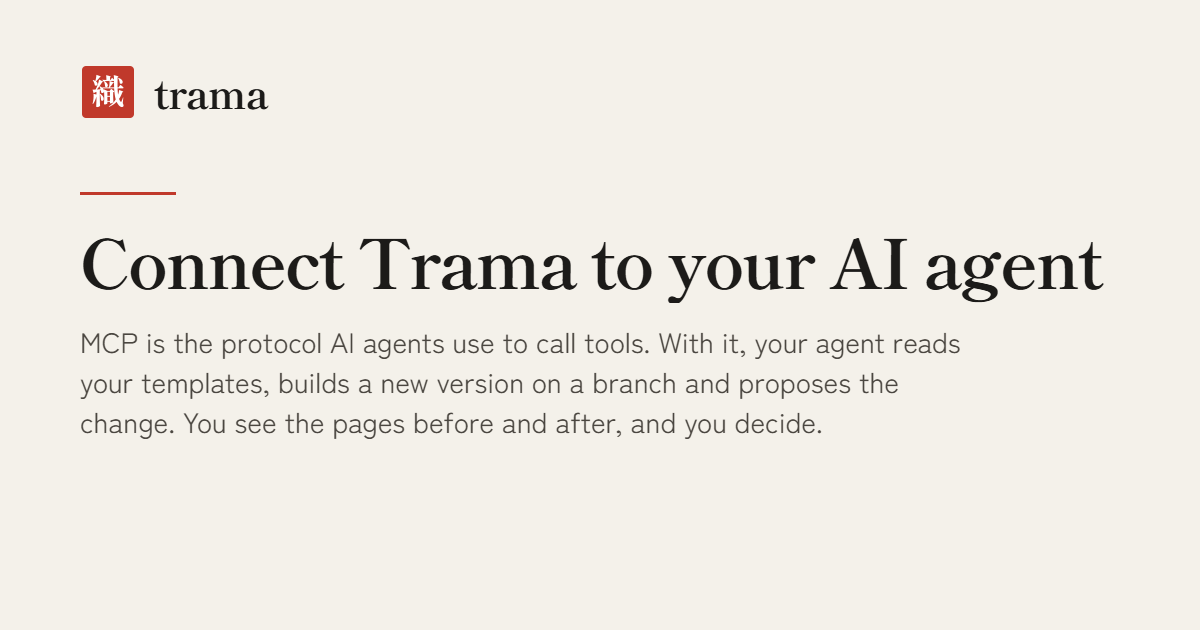 織 trama
Connect Trama to your AI agent
MCP is the protocol AI agents use to call tools. With it, your agent reads
your templates, builds a new version on a branch and proposes the
change. You see the pages before and after, and you decide.